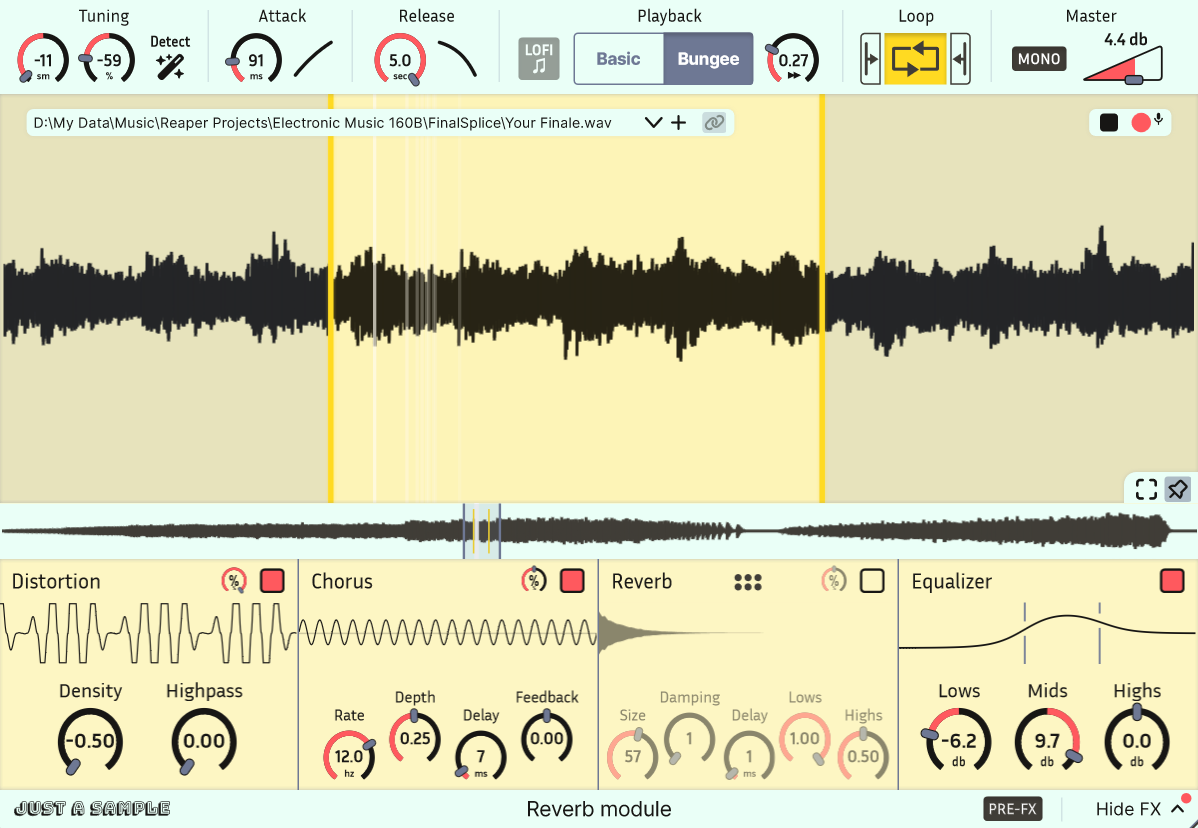 Tuning Attack Release Playback Loop Master
-11 sm -59 % Detect 91 ms 5.0 sec LOFI Basic Bungee 0.27 MONO 4.4 db
D:\My Data\Music\Reaper Projects\Electronic Music 160B\FinalSplice\Your Finale.wav
Distortion % Chorus % Reverb % Equalizer
Density Highpass
-0.50 0.00
Rate Depth Delay Feedback
12.0 hz 0.25 7 ms 0.00
Size Damping Delay Lows Highs
57 1 1 ms 1.00 0.50
Lows Mids Highs
-6.2 db 9.7 db 0.0 db
JUST A SAMPLE Reverb module PRE-FX Hide FX